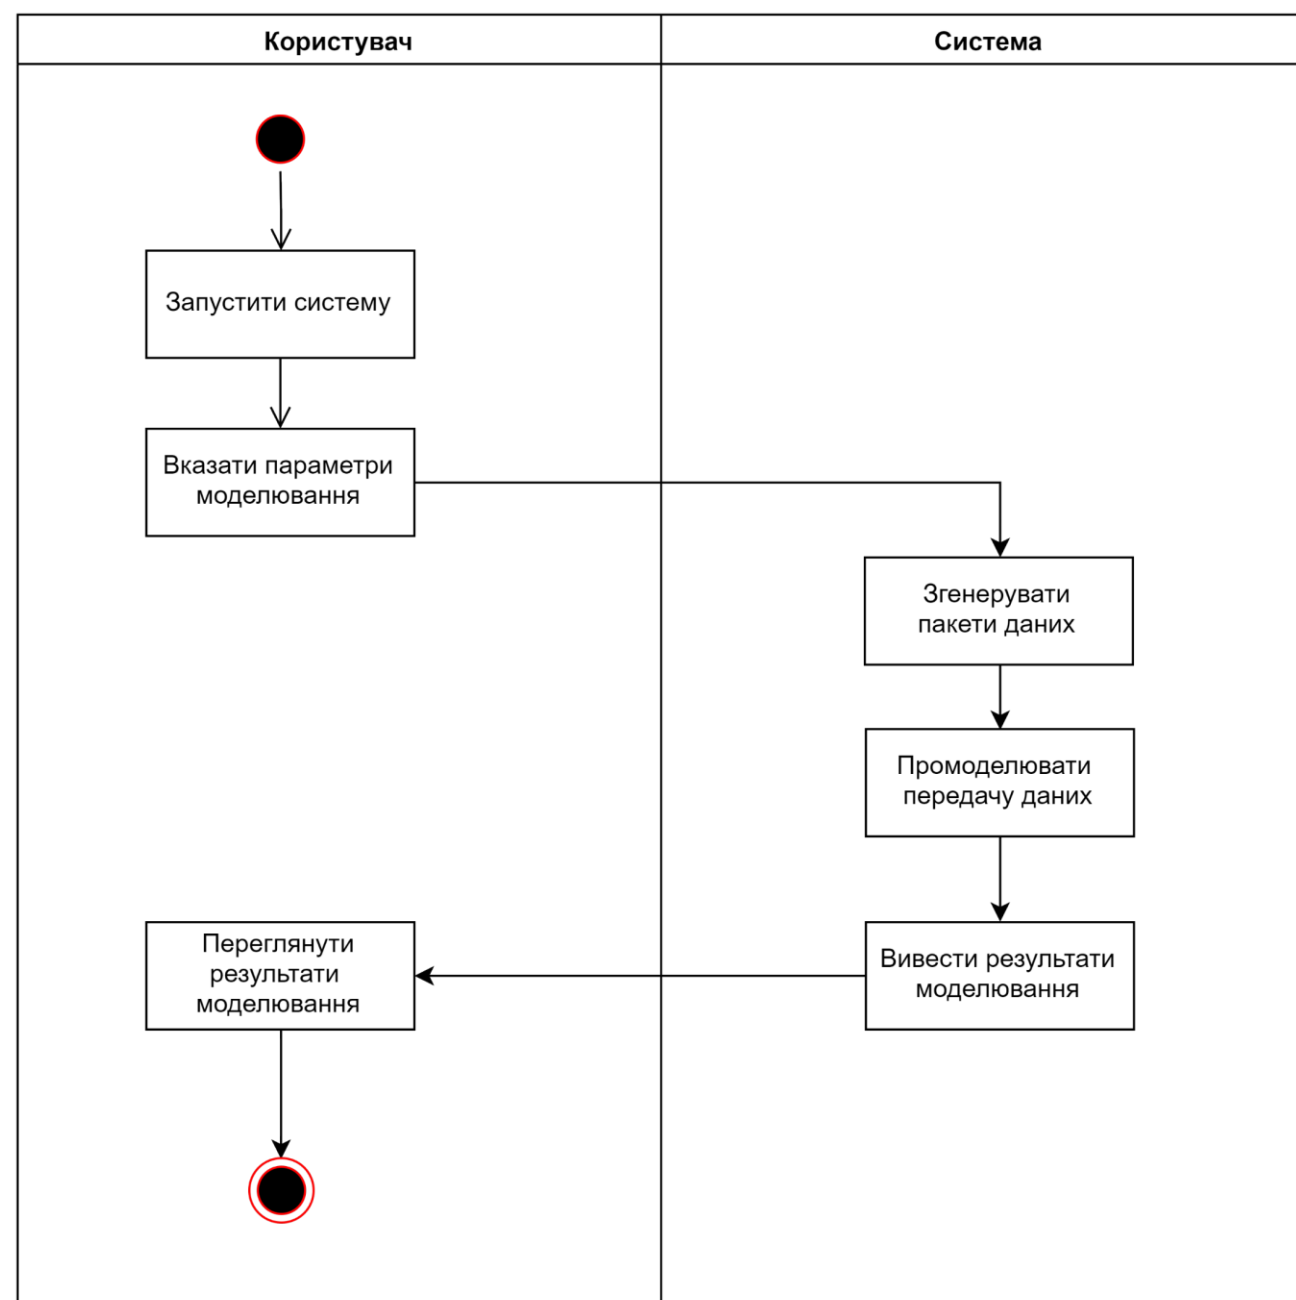 Користувач
Система
Запустити систему
Вказати параметри
моделювання
Згенерувати
пакети даних
Промоделювати
передачу даних
Вивести результати
моделювання
Переглянути
результати
моделювання